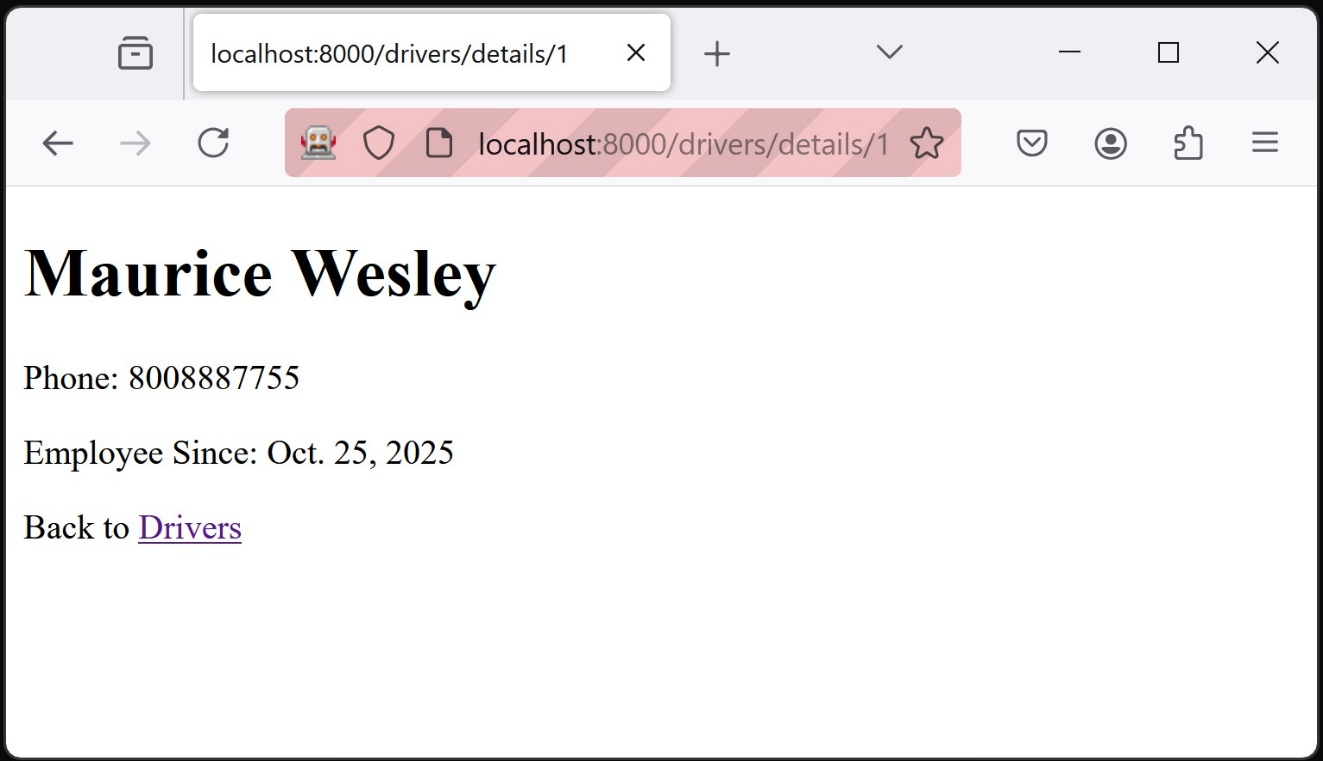 localhost:8000/drivers/details/1
localhost:8000/drivers/details/1
Maurice Wesley
Phone: 8008887755
Employee Since: Oct. 25, 2025
Back to Drivers